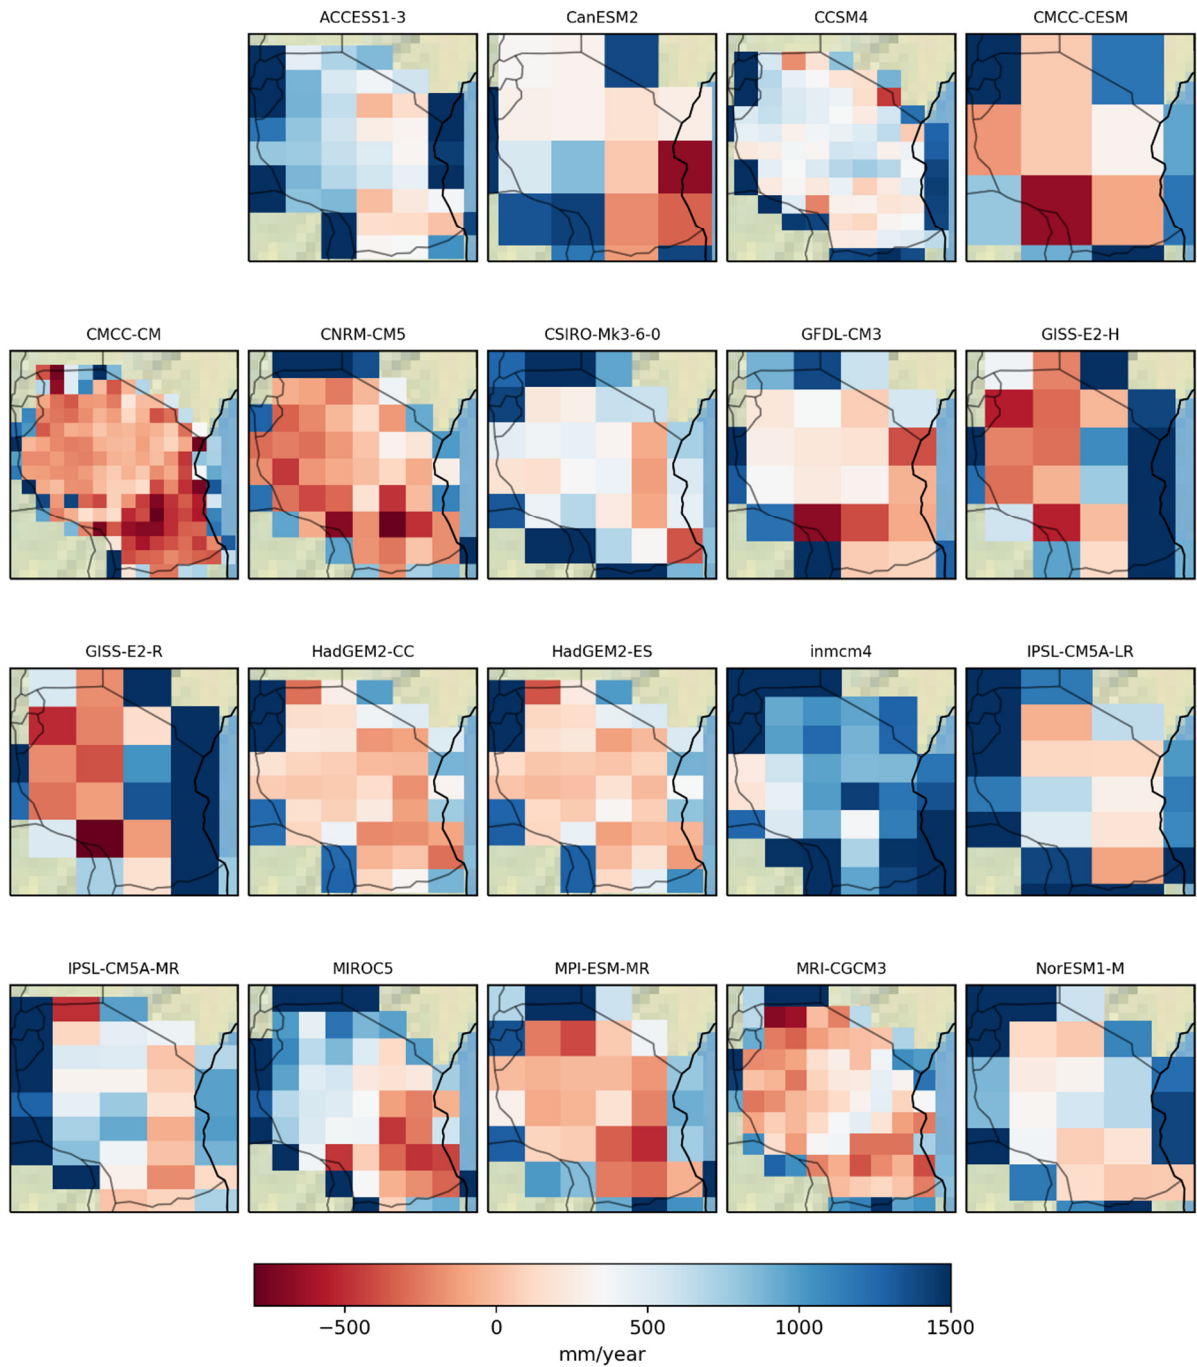 ACCESS1-3 CanESM2 CCSM4 CMCC-CESM
CMCC-CM CNRM-CM5 CSIRO-Mk3-6-0 GFDL-CM3 GISS-E2-H
GISS-E2-R HadGEM2-CC HadGEM2-ES inmcm4 IPSL-CM5A-LR
IPSL-CM5A-MR MIROC5 MPI-ESM-MR MRI-CGCM3 NorESM1-M
−500 0 500 1000 1500
mm/year